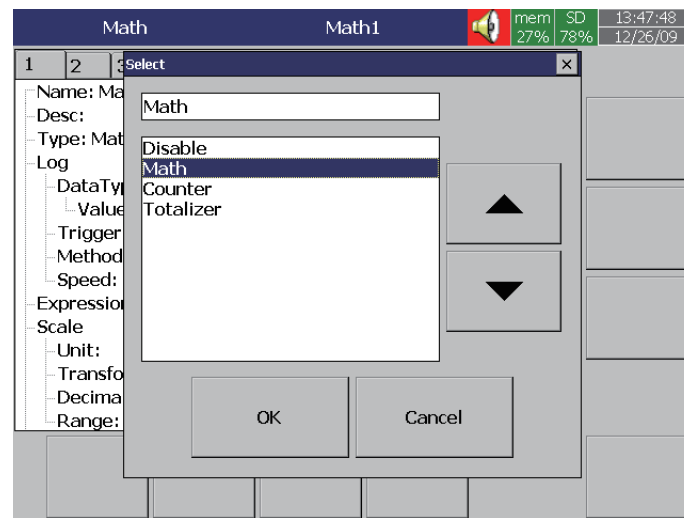 Math Math1 mem 27% SD 78% 13:47:48 12/26/09
1 2 3
Select
Name: Ma
Desc:
Type: Mat
Log
DataTyp
Value
Trigger
Method
Speed:
Expression
Scale
Unit:
Transfo
Decima
Range:
Math
Disable
Math
Counter
Totalizer
OK Cancel